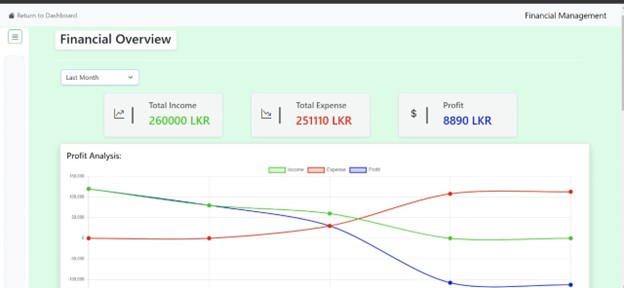 Return to Dashboard
Financial Management
Financial Overview
Last Month
Total Income
260000 LKR
Total Expense
251110 LKR
$
Profit
8890 LKR
Profit Analysis:
Income Expense Profit
150,000
100,000
50,000
0
-50,000
-100,000